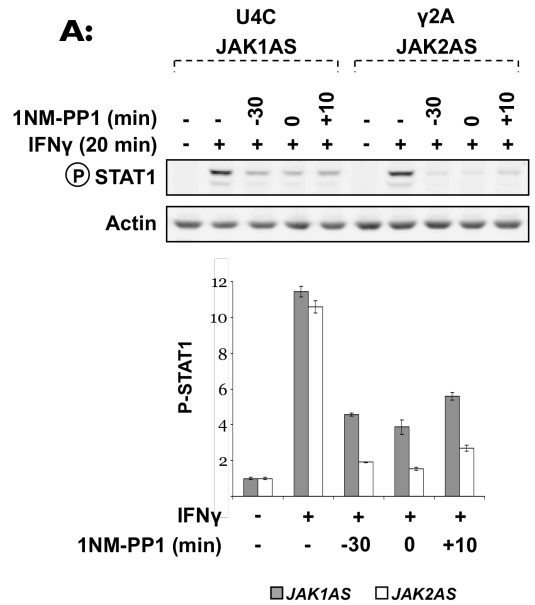 A:
U4C γ2A
JAK1AS JAK2AS
1NM-PP1 (min) - - -30 0 +10 - - -30 0 +10
IFNγ (20 min) - + + + + - + + + +
P STAT1
Actin
12
10
8
6
4
2
P-STAT1
IFNγ - + + + +
1NM-PP1 (min) - - -30 0 +10
JAK1AS JAK2AS